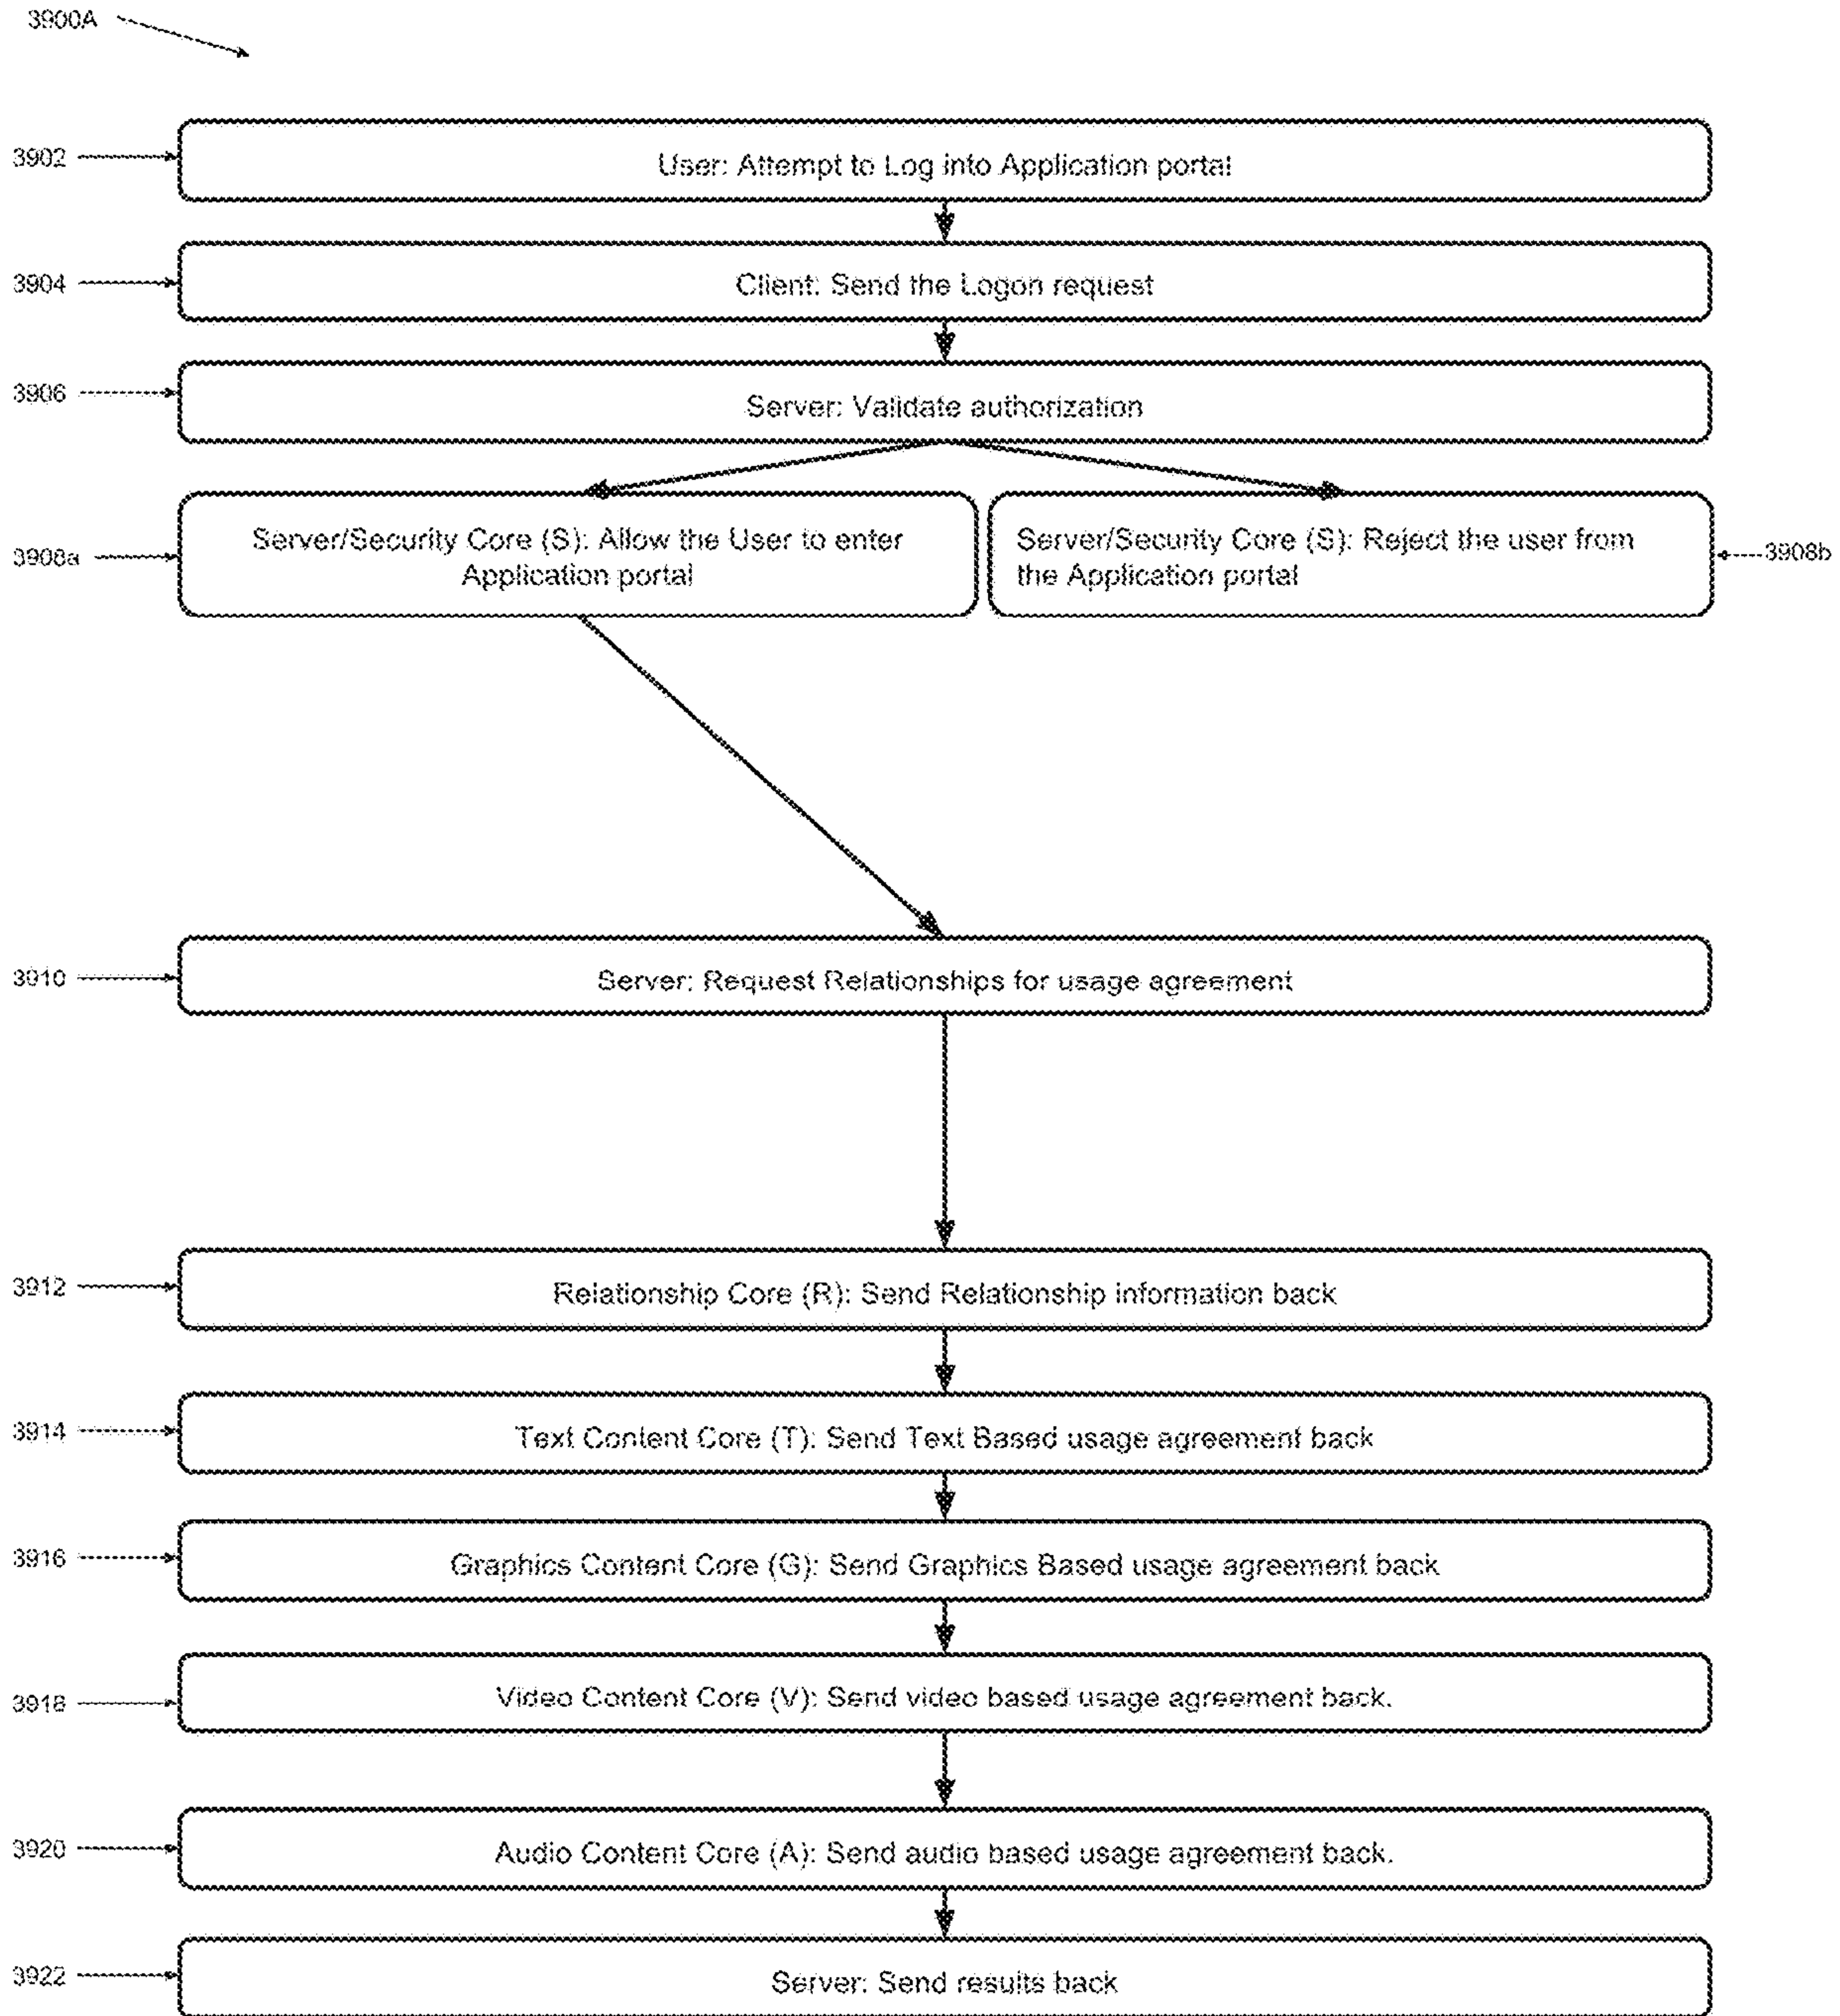 3900A
3902
User: Attempt to Log into Application portal
3904
Client: Send the Logon request
3906
Server: Validate authorization
3908a
Server/Security Core (S): Allow the User to enter
Application portal
Server/Security Core (S): Reject the user from
the Application portal
3908b
3910
Server: Request Relationships for usage agreement
3912
Relationship Core (R): Send Relationship information back
3914
Text Content Core (T): Send Text Based usage agreement back
3916
Graphics Content Core (G): Send Graphics Based usage agreement back
3918
Video Content Core (V): Send video based usage agreement back.
3920
Audio Content Core (A): Send audio based usage agreement back.
3922
Server: Send results back